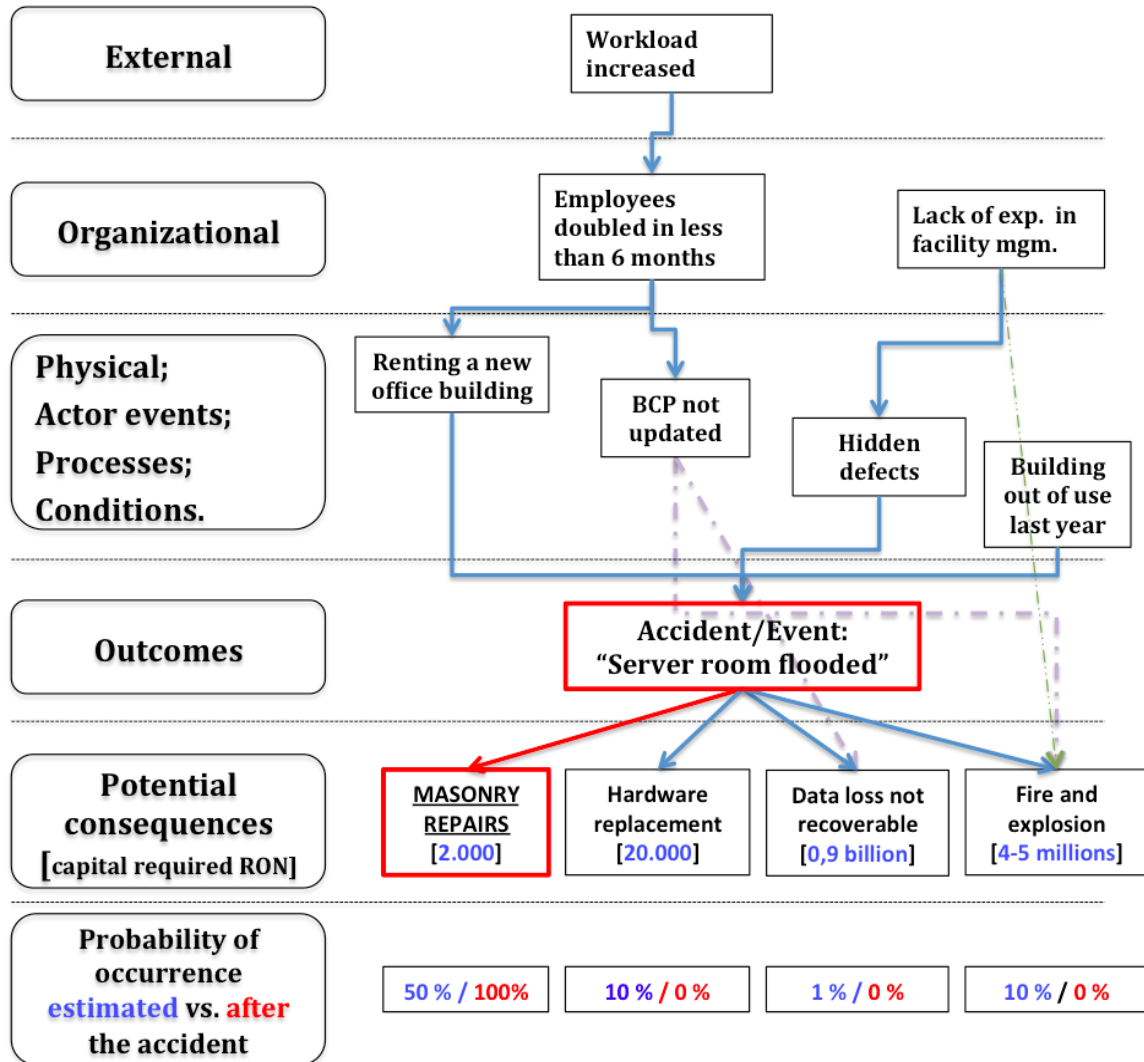 External
Workload
increased
Organizational
Employees
doubled in less
than 6 months
Lack of exp. in
facility mgm.
Physical;
Actor events;
Processes;
Conditions.
Renting a new
office building
BCP not
updated
Hidden
defects
Building
out of use
last year
Outcomes
Accident/Event:
“Server room flooded”
Potential
consequences
[capital required RON]
MASONRY
REPAIRS
[2.000]
Hardware
replacement
[20.000]
Data loss not
recoverable
[0,9 billion]
Fire and
explosion
[4-5 millions]
Probability of
occurrence
estimated vs. after
the accident
50 % / 100%
10 % / 0 %
1 % / 0 %
10 % / 0 %